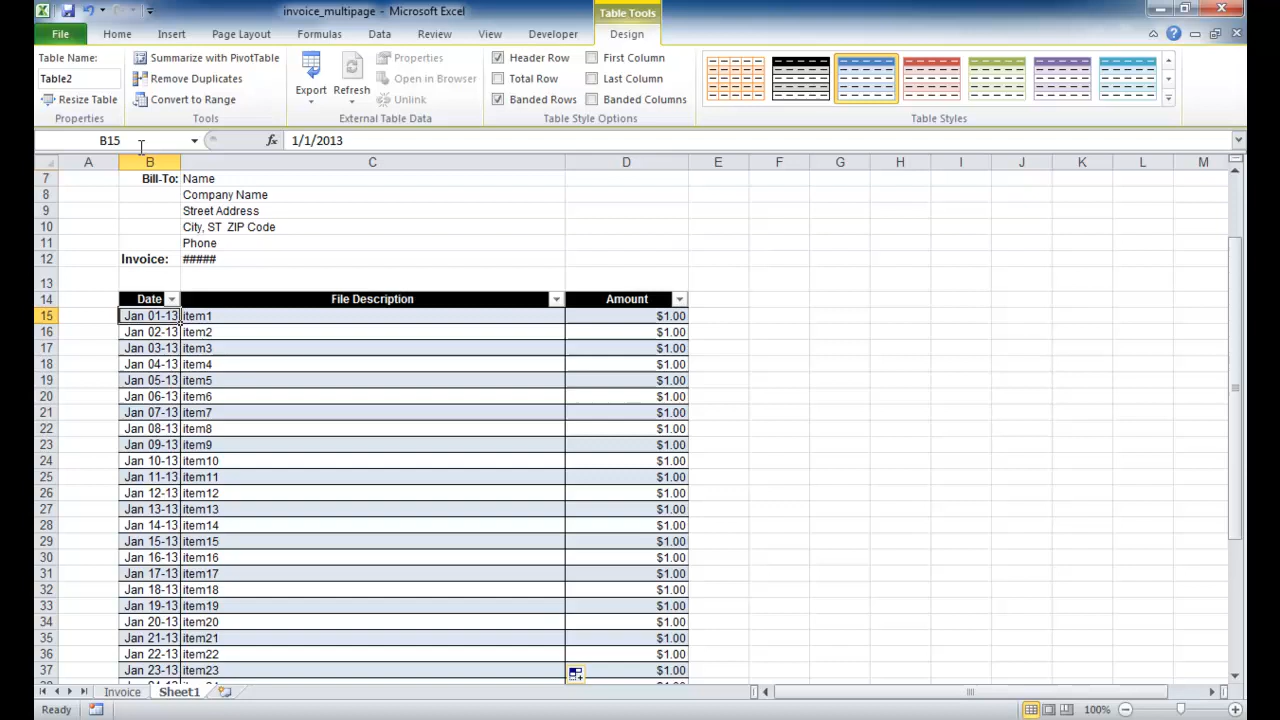 invoice_multipage - Microsoft Excel
Table Tools
File Home Insert Page Layout Formulas Data Review View Developer Design
Table Name:
Table2
Resize Table
Properties
Summarize with PivotTable
Remove Duplicates
Convert to Range
Tools
Export Refresh
Properties
Open Browser
Unlink
External Table Data
Header Row First Column
Total Row Last Column
Banded Rows Banded Columns
Table Style Options
Table Styles
B15 fx 1/1/2013
A B C D E F G H I J K L M
7 Bill-To: Name
8 Company Name
9 Street Address
10 City, ST ZIP Code
11 Phone
12 Invoice: #####
13
14 Date File Description Amount
15 Jan 01-13 item1 $1.00
16 Jan 02-13 item2 $1.00
17 Jan 03-13 item3 $1.00
18 Jan 04-13 item4 $1.00
19 Jan 05-13 item5 $1.00
20 Jan 06-13 item6 $1.00
21 Jan 07-13 item7 $1.00
22 Jan 08-13 item8 $1.00
23 Jan 09-13 item9 $1.00
24 Jan 10-13 item10 $1.00
25 Jan 11-13 item11 $1.00
26 Jan 12-13 item12 $1.00
27 Jan 13-13 item13 $1.00
28 Jan 14-13 item14 $1.00
29 Jan 15-13 item15 $1.00
30 Jan 16-13 item16 $1.00
31 Jan 17-13 item17 $1.00
32 Jan 18-13 item18 $1.00
33 Jan 19-13 item19 $1.00
34 Jan 20-13 item20 $1.00
35 Jan 21-13 item21 $1.00
36 Jan 22-13 item22 $1.00
37 Jan 23-13 item23 $1.00
Invoice Sheet1
Ready 100%